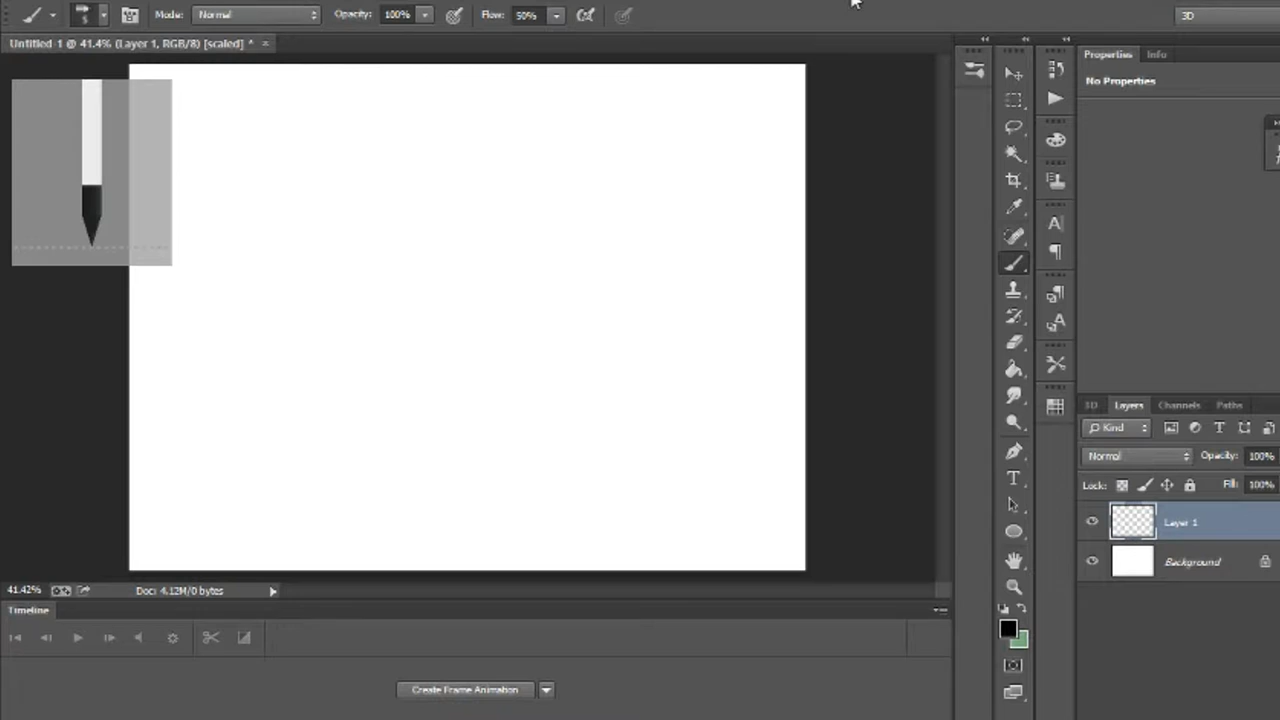 Mode: Normal Opacity: 100% Flow: 50% 3D
Untitled 1 @ 41.4% (Layer 1, RGB/8) [scaled] * ×
Properties Info
No Properties
3D Layers Channels Paths
Kind
Normal Opacity: 100%
Lock: Fill: 100%
Layer 1
Background
41.42% Doc: 4.12M/0 bytes
Timeline
Create Frame Animation